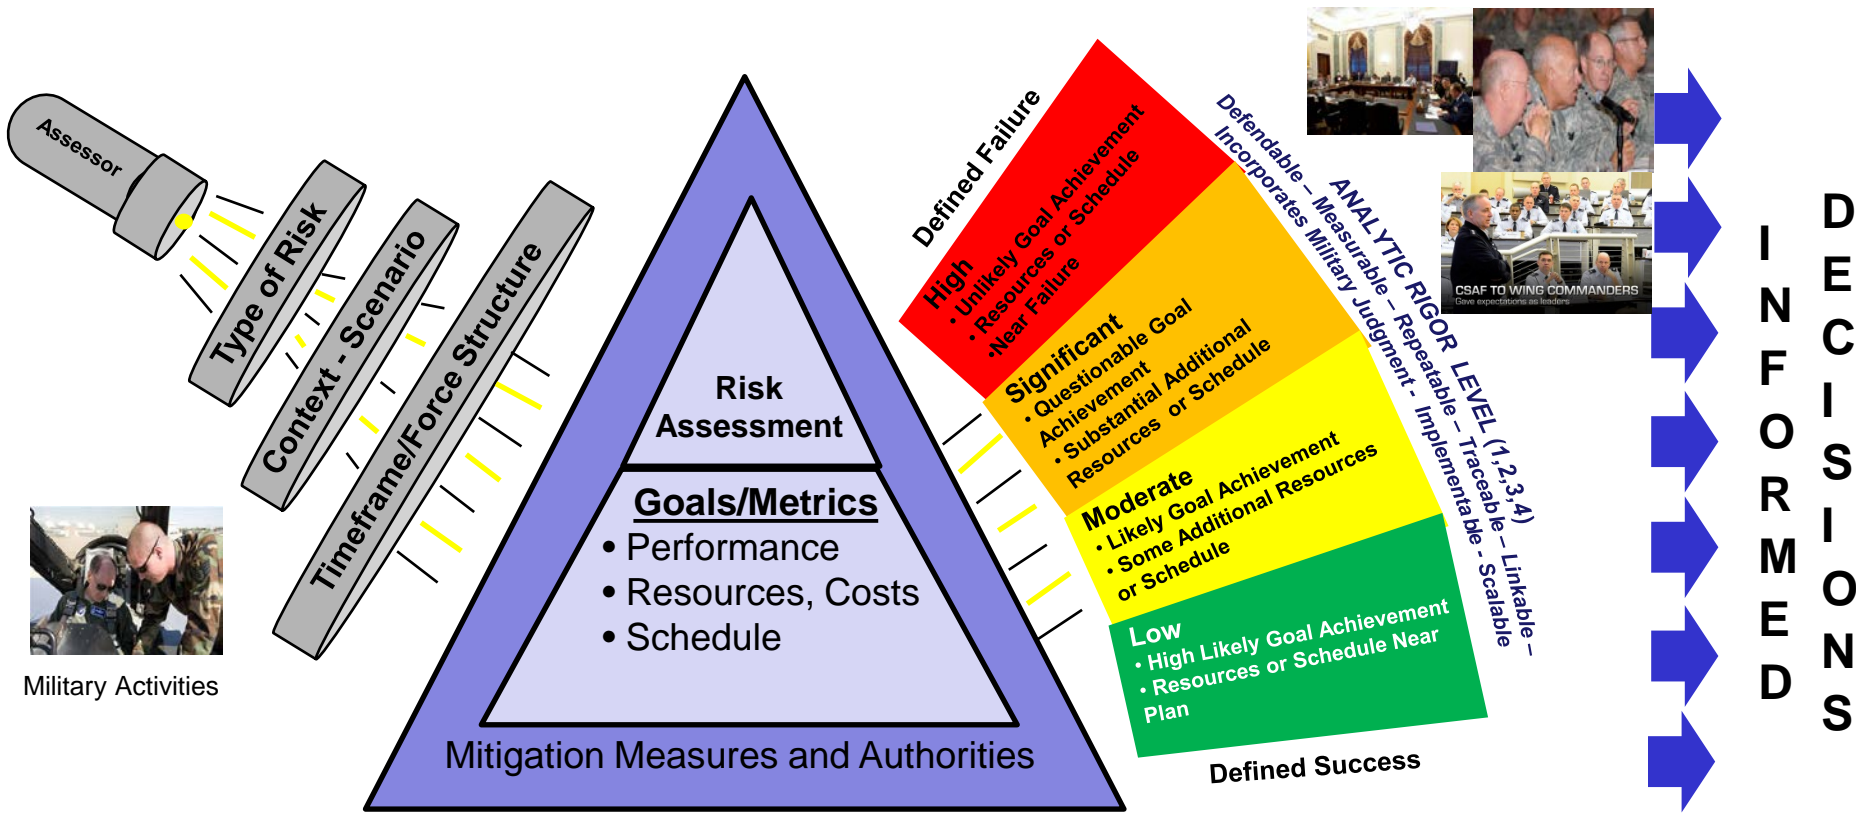 Assessor
Type of Risk
Context - Scenario
Timeframe/Force Structure
Military Activities
Risk
Assessment
Goals/Metrics
• Performance
• Resources, Costs
• Schedule
Mitigation Measures and Authorities
Defined Failure
High
• Unlikely Goal Achievement
• Resources or Schedule
•Near Failure
Significant
• Questionable Goal
Achievement
• Substantial Additional
Resources or Schedule
Moderate
• Likely Goal Achievement
• Some Additional Resources
or Schedule
Low
• High Likely Goal Achievement
• Resources or Schedule Near
Plan
Defined Success
ANALYTIC RIGOR LEVEL (1,2,3,4)
Defendable – Measurable – Repeatable – Traceable – Linkable –
Incorporates Military Judgment - Implementable - Scalable
CSAF TO WING COMMANDERS
Gave expectations as leaders
INFORMED
DECISIONS